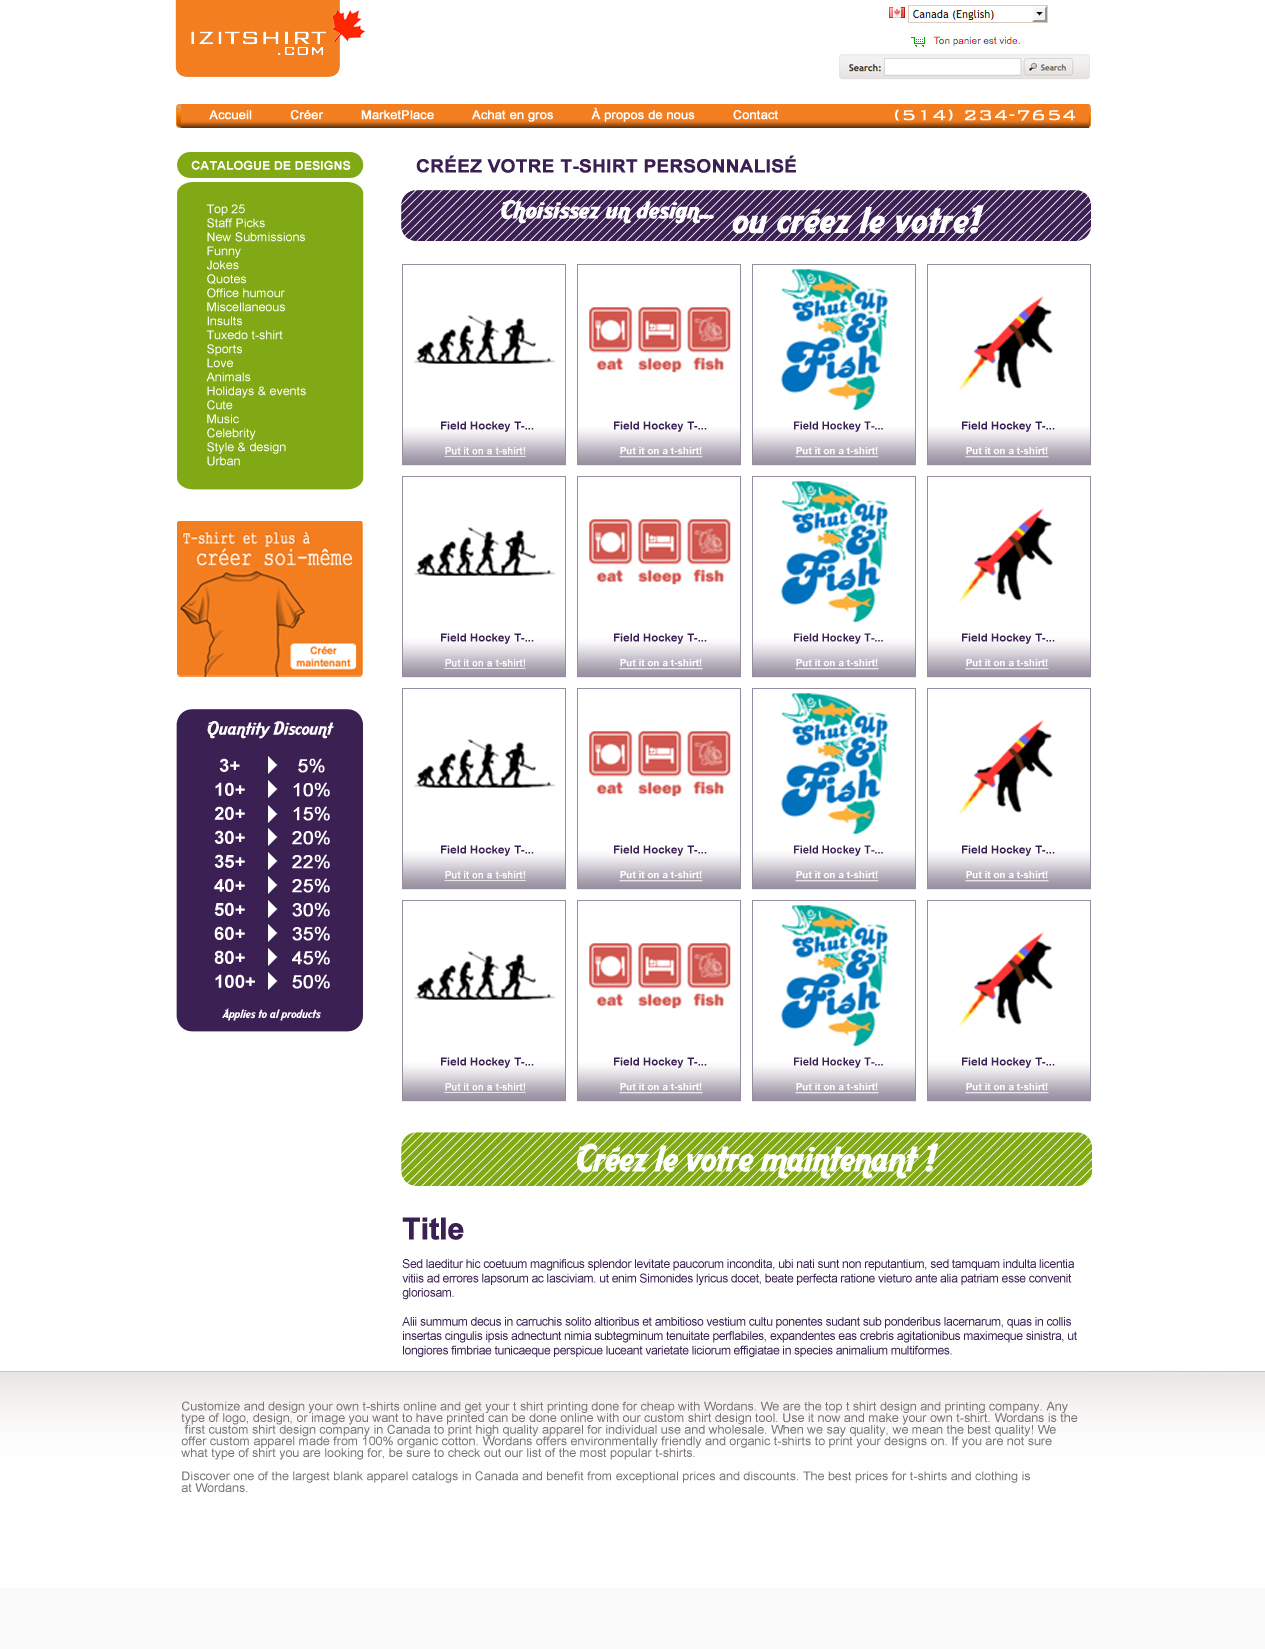 IZITSHIRT
.COM
Canada (English)
Ton panier est vide.
Search:
Search
Accueil
Créer
MarketPlace
Achat en gros
À propos de nous
Contact
(514) 234-7654
CATALOGUE DE DESIGNS
Top 25
Staff Picks
New Submissions
Funny
Jokes
Quotes
Office humour
Miscellaneous
Insults
Tuxedo t-shirt
Sports
Love
Animals
Holidays & events
Cute
Music
Celebrity
Style & design
Urban
T-shirt et plus à
créer soi-même
Créer
maintenant
Quantity Discount
3+ 5%
10+ 10%
20+ 15%
30+ 20%
35+ 22%
40+ 25%
50+ 30%
60+ 35%
80+ 45%
100+ 50%
Applies to al products
CRÉEZ VOTRE T-SHIRT PERSONNALISÉ
Choisissez un design... ou créez le votre!
eat sleep fish
Shut Up
&
Fish
Field Hockey T-...
Field Hockey T-...
Field Hockey T-...
Field Hockey T-...
Put it on a t-shirt!
Put it on a t-shirt!
Put it on a t-shirt!
Put it on a t-shirt!
eat sleep fish
Shut Up
&
Fish
Field Hockey T-...
Field Hockey T-...
Field Hockey T-...
Field Hockey T-...
Put it on a t-shirt!
Put it on a t-shirt!
Put it on a t-shirt!
Put it on a t-shirt!
eat sleep fish
Shut Up
&
Fish
Field Hockey T-...
Field Hockey T-...
Field Hockey T-...
Field Hockey T-...
Put it on a t-shirt!
Put it on a t-shirt!
Put it on a t-shirt!
Put it on a t-shirt!
eat sleep fish
Shut Up
&
Fish
Field Hockey T-...
Field Hockey T-...
Field Hockey T-...
Field Hockey T-...
Put it on a t-shirt!
Put it on a t-shirt!
Put it on a t-shirt!
Put it on a t-shirt!
Créez le votre maintenant !
Title
Sed laeditur hic coetuum magnificus splendor levitate paucorum incondita, ubi nati sunt non reputantium, sed tamquam indulta licentia
vitiis ad errores lapsorum ac lasciviam. ut enim Simonides lyricus docet, beate perfecta ratione vieturo ante alia patriam esse convenit
gloriosam.
Alii summum decus in carruchis solito altioribus et ambitioso vestium cultu ponentes sudant sub ponderibus lacernarum, quas in collis
insertas cingulis ipsis adnectunt nimia subtegminum tenuitate perflabiles, expandentes eas crebris agitationibus maximeque sinistra, ut
longiores fimbriae tunicaeque perspicue luceant varietate liciorum effigiatae in species animalium multiformes.
Customize and design your own t-shirts online and get your t shirt printing done for cheap with Wordans. We are the top t shirt design and printing company. Any
type of logo, design, or image you want to have printed can be done online with our custom shirt design tool. Use it now and make your own t-shirt. Wordans is the
first custom shirt design company in Canada to print high quality apparel for individual use and wholesale. When we say quality, we mean the best quality! We
offer custom apparel made from 100% organic cotton. Wordans offers environmentally friendly and organic t-shirts to print your designs on. If you are not sure
what type of shirt you are looking for, be sure to check out our list of the most popular t-shirts.
Discover one of the largest blank apparel catalogs in Canada and benefit from exceptional prices and discounts. The best prices for t-shirts and clothing is
at Wordans.